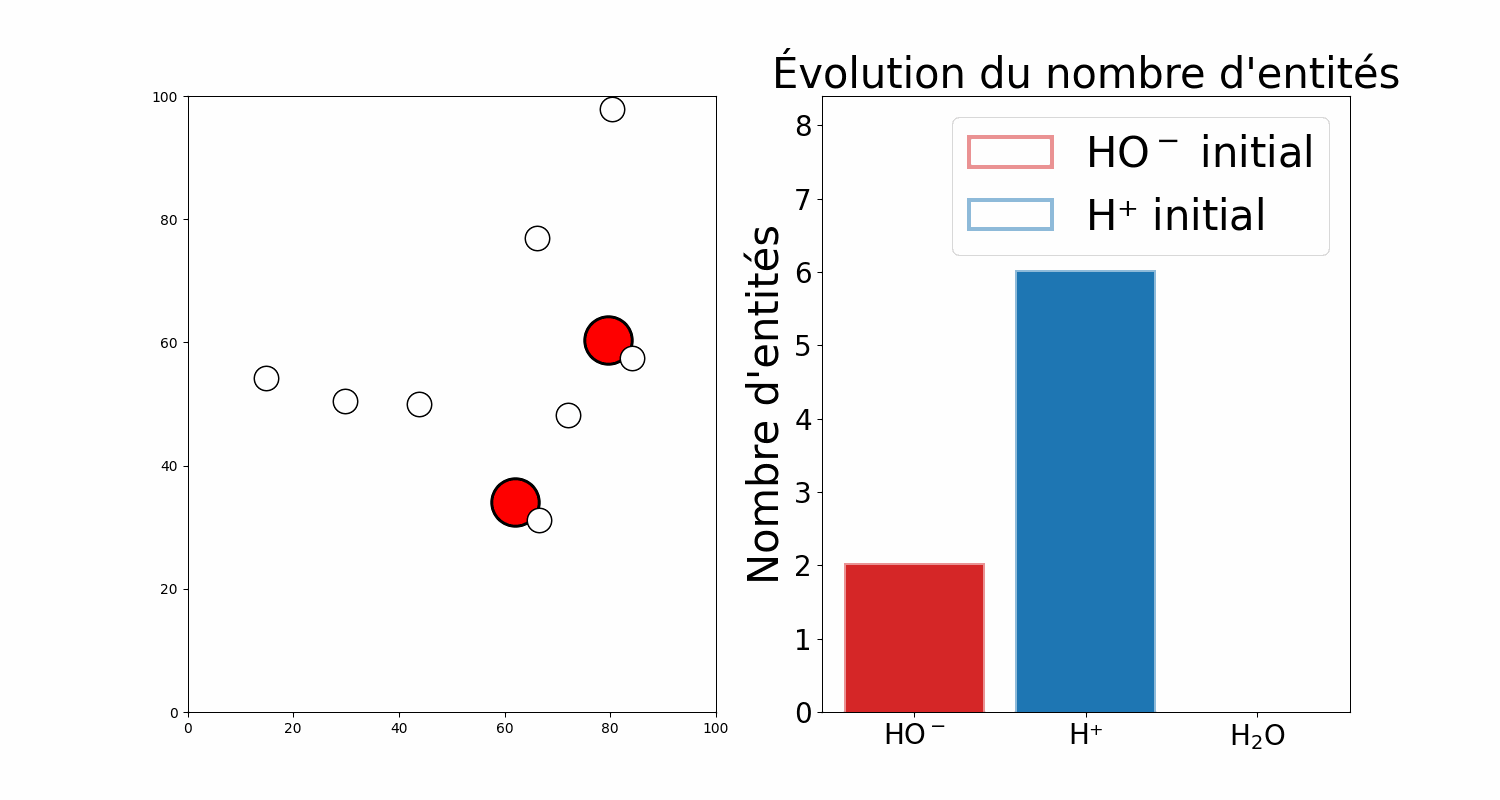 Évolution du nombre d'entités
100
80
60
40
20
0
0 20 40 60 80 100
Nombre d'entités
8
7
6
5
4
3
2
1
0
HO⁻ initial
H⁺ initial
HO⁻ H⁺ H₂O